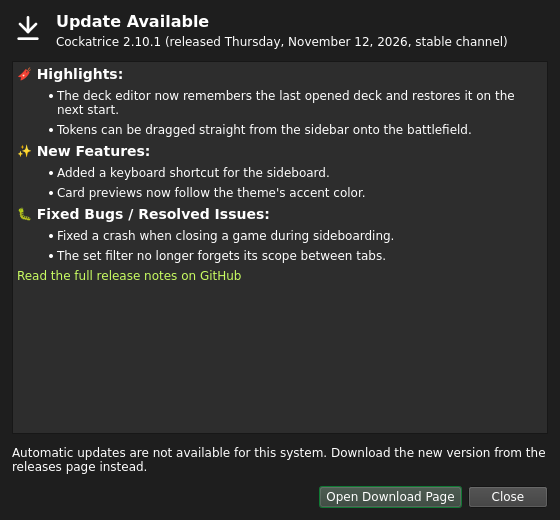 Update Available
Cockatrice 2.10.1 (released Thursday, November 12, 2026, stable channel)
🧨 Highlights:
• The deck editor now remembers the last opened deck and restores it on the
next start.
• Tokens can be dragged straight from the sidebar onto the battlefield.
✨ New Features:
• Added a keyboard shortcut for the sideboard.
• Card previews now follow the theme's accent color.
🐛 Fixed Bugs / Resolved Issues:
• Fixed a crash when closing a game during sideboarding.
• The set filter no longer forgets its scope between tabs.
Read the full release notes on GitHub
Automatic updates are not available for this system. Download the new version from the
releases page instead.
Open Download Page
Close